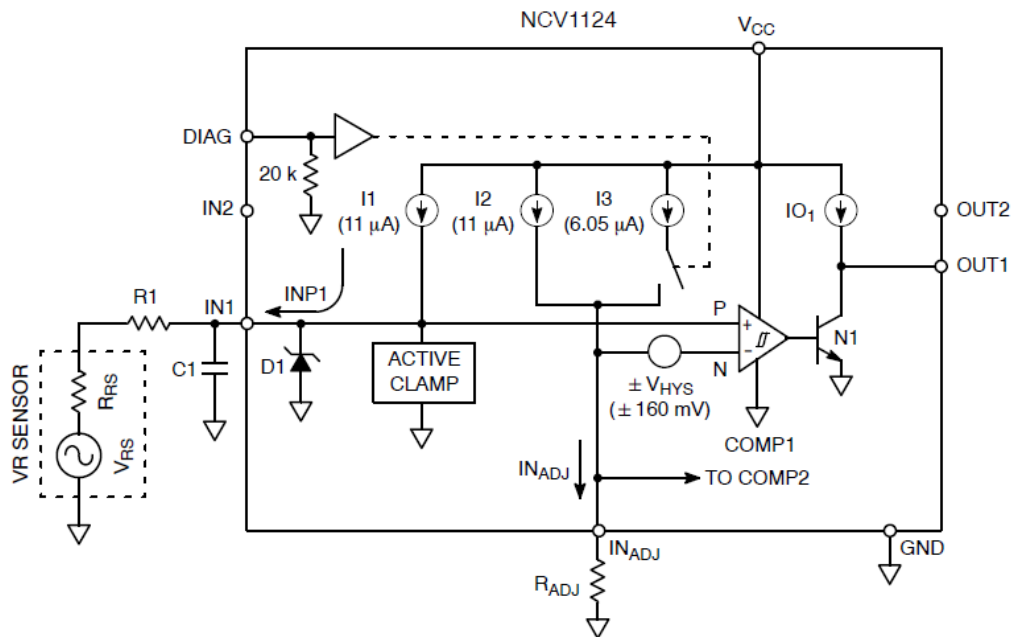 NCV1124
VCC
DIAG
20 k
I1
(11 μA)
I2
(11 μA)
I3
(6.05 μA)
IO1
IN2
OUT2
OUT1
INP1
R1
IN1
P
+
−
N
N1
C1
D1
ACTIVE
CLAMP
± VHYS
(± 160 mV)
COMP1
VR SENSOR
RRS
VRS
INADJ
TO COMP2
INADJ
GND
RADJ